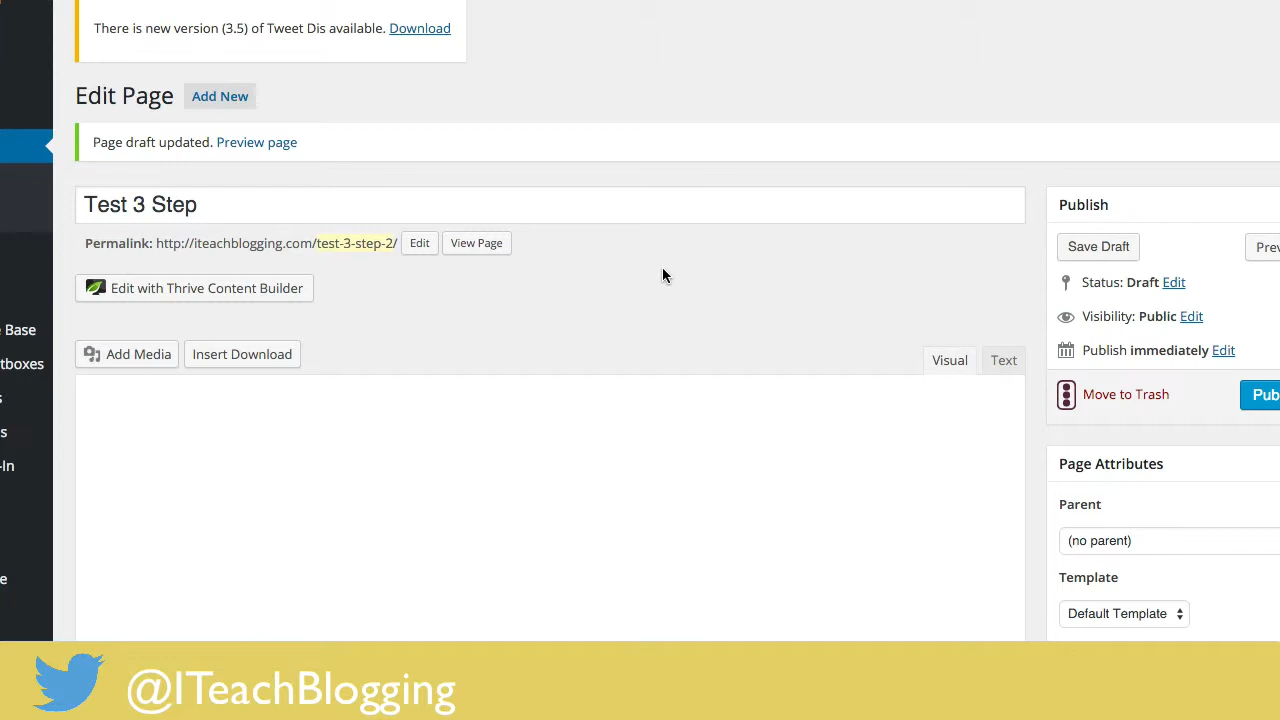 There is new version (3.5) of Tweet Dis available. Download
Edit Page Add New
Page draft updated. Preview page
Test 3 Step
Publish
Permalink: http://iteachblogging.com/test-3-step-2/ Edit View Page
Save Draft Prev
Edit with Thrive Content Builder
Status: Draft Edit
Visibility: Public Edit
e Base
Add Media Insert Download Visual Text
Publish immediately Edit
tboxes
s
Move to Trash Pub
s
-In
Page Attributes
Parent
(no parent)
e
Template
Default Template
@ITeachBlogging